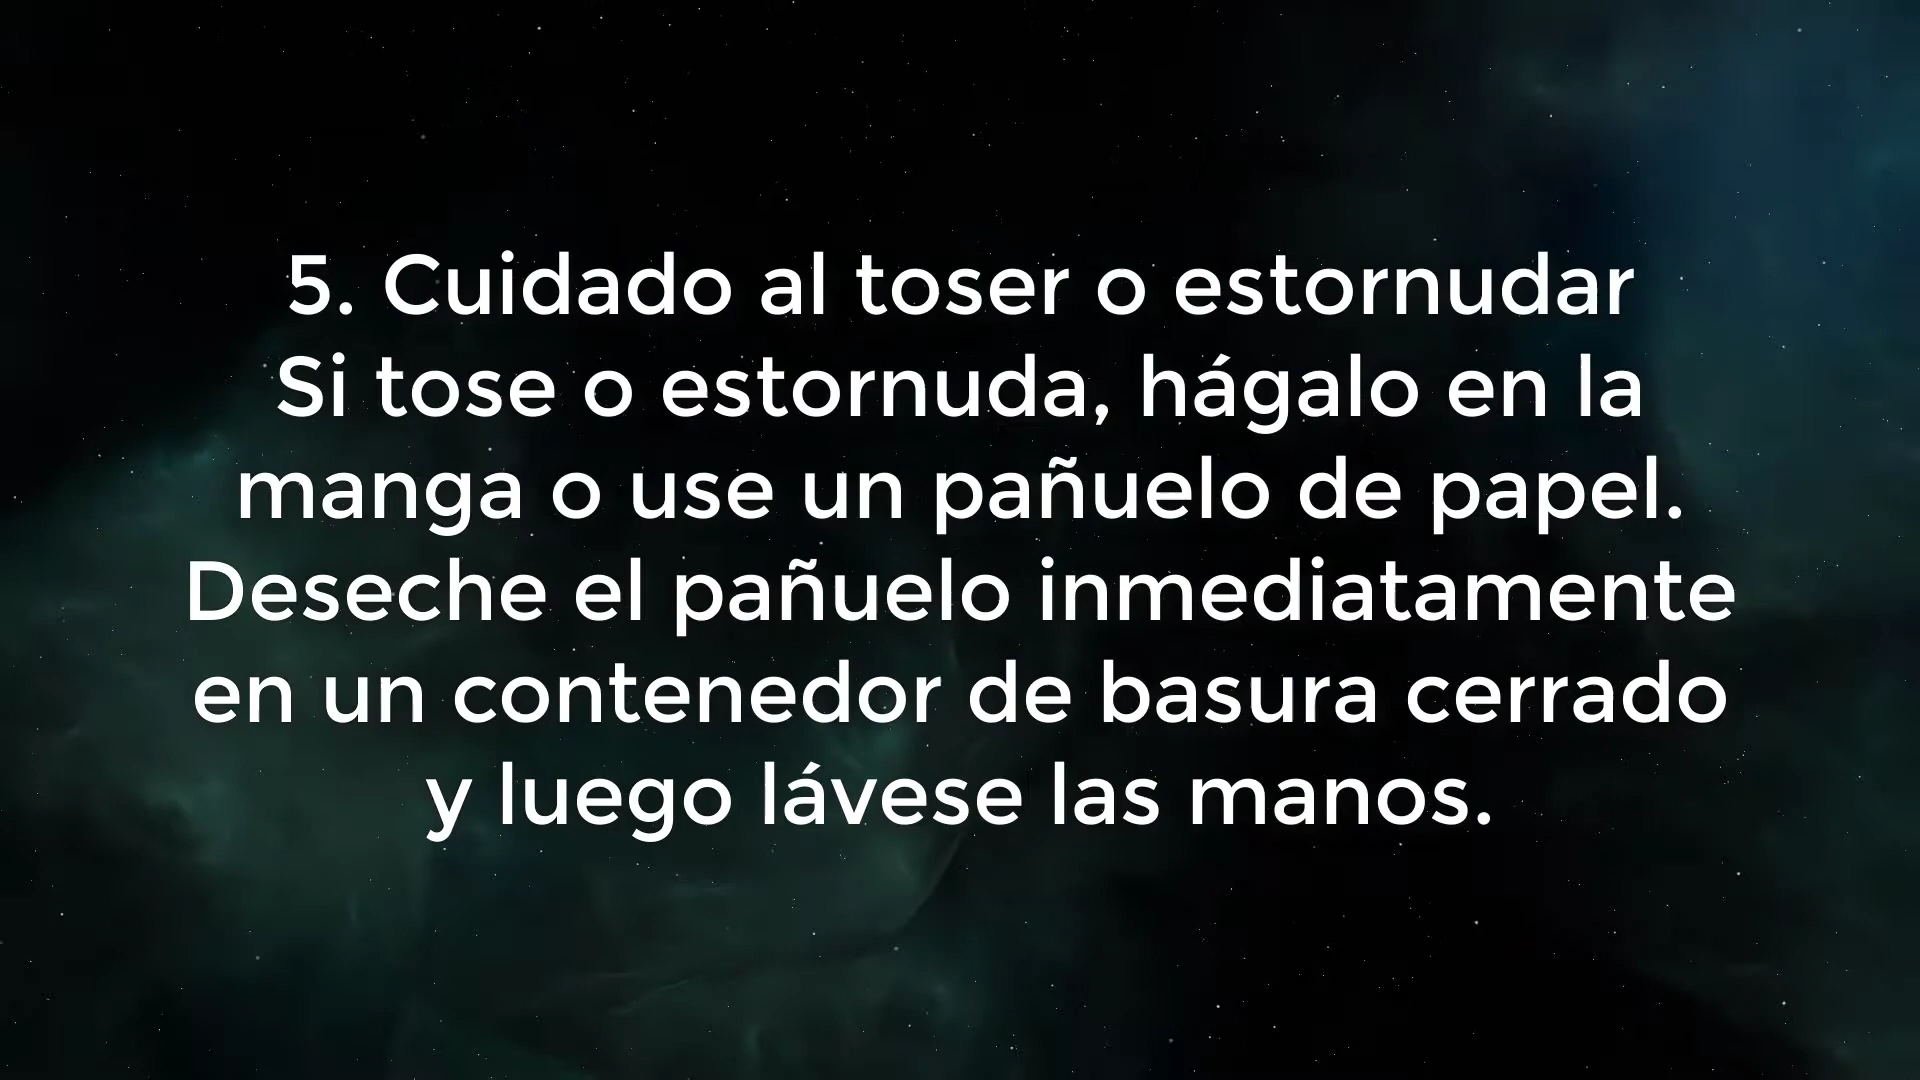 5. Cuidado al toser o estornudar
Si tose o estornuda, hágalo en la
manga o use un pañuelo de papel.
Deseche el pañuelo inmediatamente
en un contenedor de basura cerrado
y luego lávese las manos.